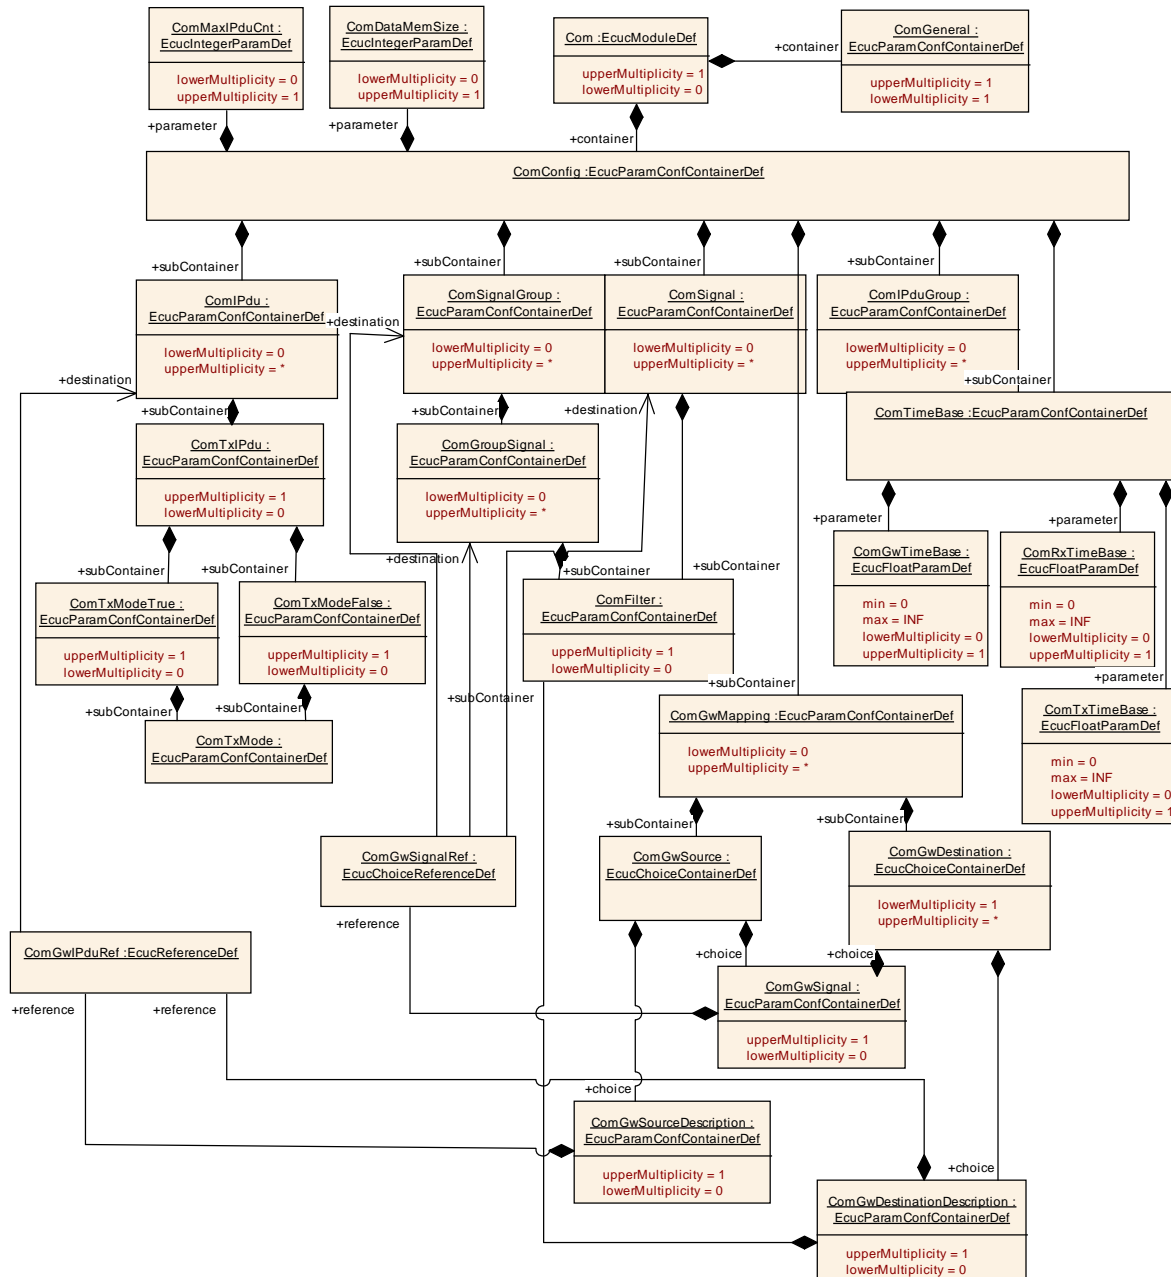 ComMaxIPduCnt :
EcucIntegerParamDef
lowerMultiplicity = 0
upperMultiplicity = 1
ComDataMemSize :
EcucIntegerParamDef
lowerMultiplicity = 0
upperMultiplicity = 1
Com :EcucModuleDef
upperMultiplicity = 1
lowerMultiplicity = 0
+container
ComGeneral :
EcucParamConfContainerDef
upperMultiplicity = 1
lowerMultiplicity = 1
+parameter
+parameter
+container
ComConfig :EcucParamConfContainerDef
+subContainer
+subContainer
+subContainer
+subContainer
ComIPdu :
EcucParamConfContainerDef
lowerMultiplicity = 0
upperMultiplicity = *
+destination
ComSignalGroup :
EcucParamConfContainerDef
lowerMultiplicity = 0
upperMultiplicity = *
ComSignal :
EcucParamConfContainerDef
lowerMultiplicity = 0
upperMultiplicity = *
ComIPduGroup :
EcucParamConfContainerDef
lowerMultiplicity = 0
upperMultiplicity = *
+subContainer
+destination
+subContainer
+subContainer
+destination
ComTimeBase :EcucParamConfContainerDef
ComTxIPdu :
EcucParamConfContainerDef
upperMultiplicity = 1
lowerMultiplicity = 0
ComGroupSignal :
EcucParamConfContainerDef
lowerMultiplicity = 0
upperMultiplicity = *
+parameter
+parameter
ComGwTimeBase :
EcucFloatParamDef
min = 0
max = INF
lowerMultiplicity = 0
upperMultiplicity = 1
ComRxTimeBase :
EcucFloatParamDef
min = 0
max = INF
lowerMultiplicity = 0
upperMultiplicity = 1
+subContainer
+subContainer
+destination
+subContainer
+subContainer
ComTxModeTrue :
EcucParamConfContainerDef
upperMultiplicity = 1
lowerMultiplicity = 0
ComTxModeFalse :
EcucParamConfContainerDef
upperMultiplicity = 1
lowerMultiplicity = 0
ComFilter :
EcucParamConfContainerDef
upperMultiplicity = 1
lowerMultiplicity = 0
+parameter
+subContainer
+subContainer
+subContainer
+subContainer
ComTxMode :
EcucParamConfContainerDef
ComGwMapping :EcucParamConfContainerDef
lowerMultiplicity = 0
upperMultiplicity = *
ComTxTimeBase :
EcucFloatParamDef
min = 0
max = INF
lowerMultiplicity = 0
upperMultiplicity = 1
+subContainer
+subContainer
ComGwSignalRef :
EcucChoiceReferenceDef
ComGwSource :
EcucChoiceContainerDef
ComGwDestination :
EcucChoiceContainerDef
lowerMultiplicity = 1
upperMultiplicity = *
+reference
ComGwIPduRef :EcucReferenceDef
+choice
+choice
ComGwSignal :
EcucParamConfContainerDef
upperMultiplicity = 1
lowerMultiplicity = 0
+reference
+reference
+choice
ComGwSourceDescription :
EcucParamConfContainerDef
upperMultiplicity = 1
lowerMultiplicity = 0
+choice
ComGwDestinationDescription :
EcucParamConfContainerDef
upperMultiplicity = 1
lowerMultiplicity = 0